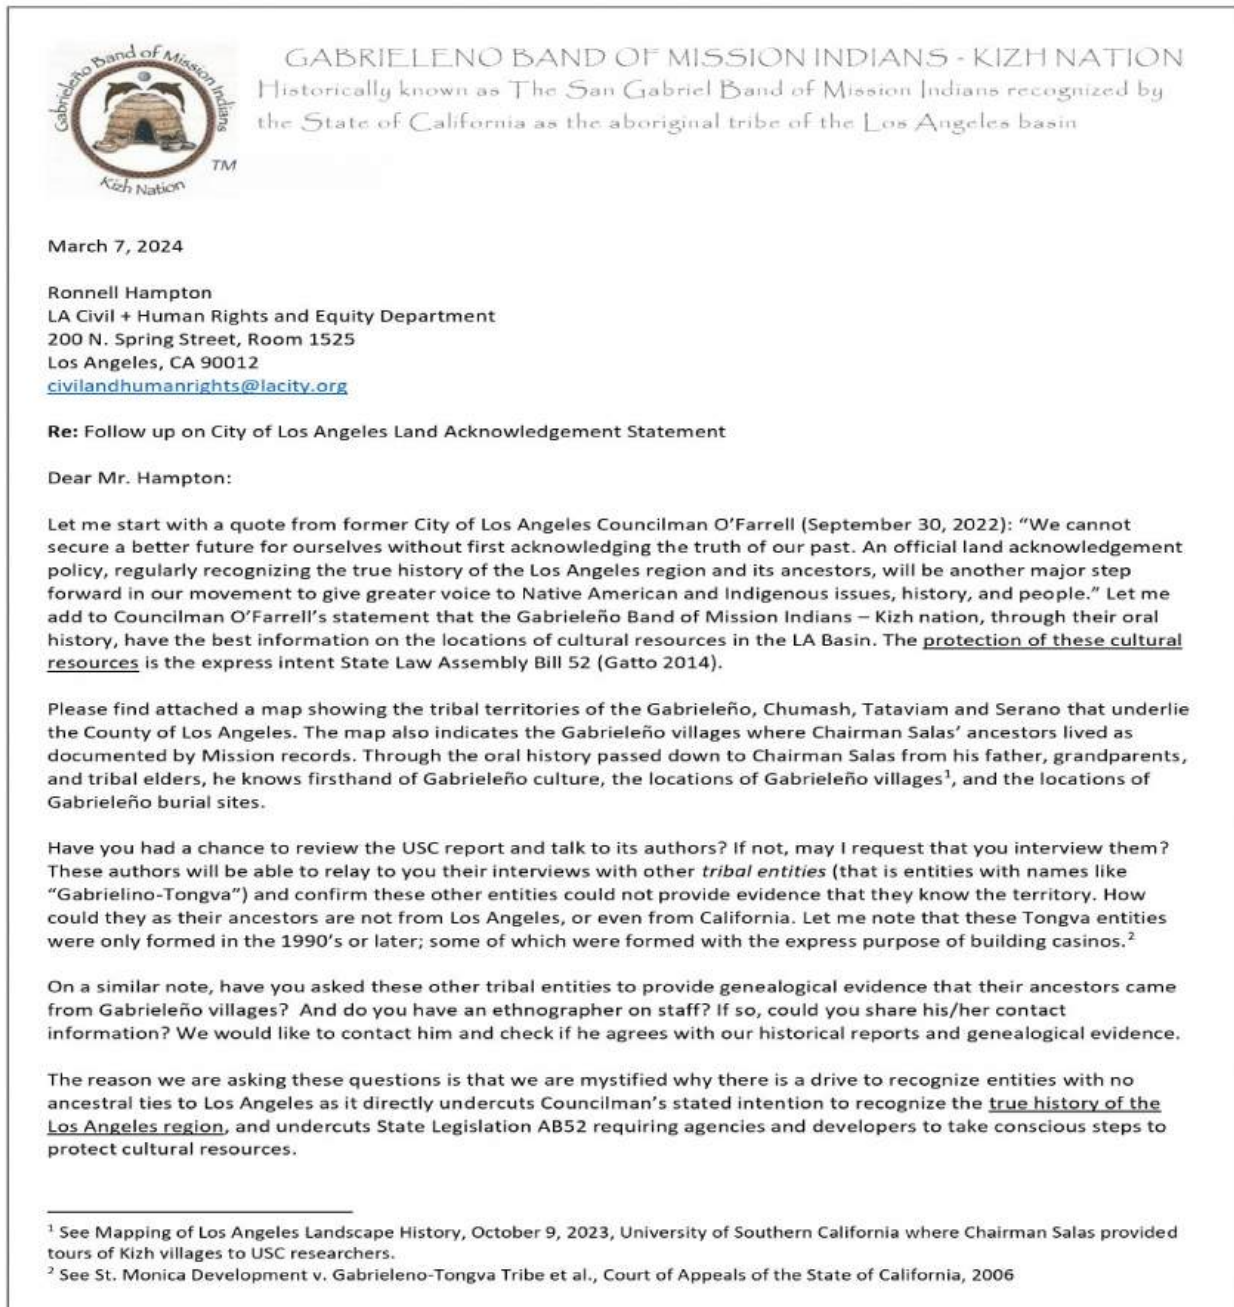 Gabrieleño Band of Mission Indians
Kizh Nation
TM
GABRIELENO BAND OF MISSION INDIANS - KIZH NATION
Historically known as The San Gabriel Band of Mission Indians recognized by
the State of California as the aboriginal tribe of the Los Angeles basin
March 7, 2024
Ronnell Hampton
LA Civil + Human Rights and Equity Department
200 N. Spring Street, Room 1525
Los Angeles, CA 90012
civilandhumanrights@lacity.org
Re: Follow up on City of Los Angeles Land Acknowledgement Statement
Dear Mr. Hampton:
Let me start with a quote from former City of Los Angeles Councilman O’Farrell (September 30, 2022): “We cannot
secure a better future for ourselves without first acknowledging the truth of our past. An official land acknowledgement
policy, regularly recognizing the true history of the Los Angeles region and its ancestors, will be another major step
forward in our movement to give greater voice to Native American and Indigenous issues, history, and people.” Let me
add to Councilman O’Farrell’s statement that the Gabrieleño Band of Mission Indians – Kizh nation, through their oral
history, have the best information on the locations of cultural resources in the LA Basin. The protection of these cultural
resources is the express intent State Law Assembly Bill 52 (Gatto 2014).
Please find attached a map showing the tribal territories of the Gabrieleño, Chumash, Tataviam and Serano that underlie
the County of Los Angeles. The map also indicates the Gabrieleño villages where Chairman Salas’ ancestors lived as
documented by Mission records. Through the oral history passed down to Chairman Salas from his father, grandparents,
and tribal elders, he knows firsthand of Gabrieleño culture, the locations of Gabrieleño villages¹, and the locations of
Gabrieleño burial sites.
Have you had a chance to review the USC report and talk to its authors? If not, may I request that you interview them?
These authors will be able to relay to you their interviews with other tribal entities (that is entities with names like
“Gabrielino-Tongva”) and confirm these other entities could not provide evidence that they know the territory. How
could they as their ancestors are not from Los Angeles, or even from California. Let me note that these Tongva entities
were only formed in the 1990’s or later; some of which were formed with the express purpose of building casinos.²
On a similar note, have you asked these other tribal entities to provide genealogical evidence that their ancestors came
from Gabrieleño villages? And do you have an ethnographer on staff? If so, could you share his/her contact
information? We would like to contact him and check if he agrees with our historical reports and genealogical evidence.
The reason we are asking these questions is that we are mystified why there is a drive to recognize entities with no
ancestral ties to Los Angeles as it directly undercuts Councilman’s stated intention to recognize the true history of the
Los Angeles region, and undercuts State Legislation AB52 requiring agencies and developers to take conscious steps to
protect cultural resources.
¹ See Mapping of Los Angeles Landscape History, October 9, 2023, University of Southern California where Chairman Salas provided
tours of Kizh villages to USC researchers.
² See St. Monica Development v. Gabrieleno-Tongva Tribe et al., Court of Appeals of the State of California, 2006